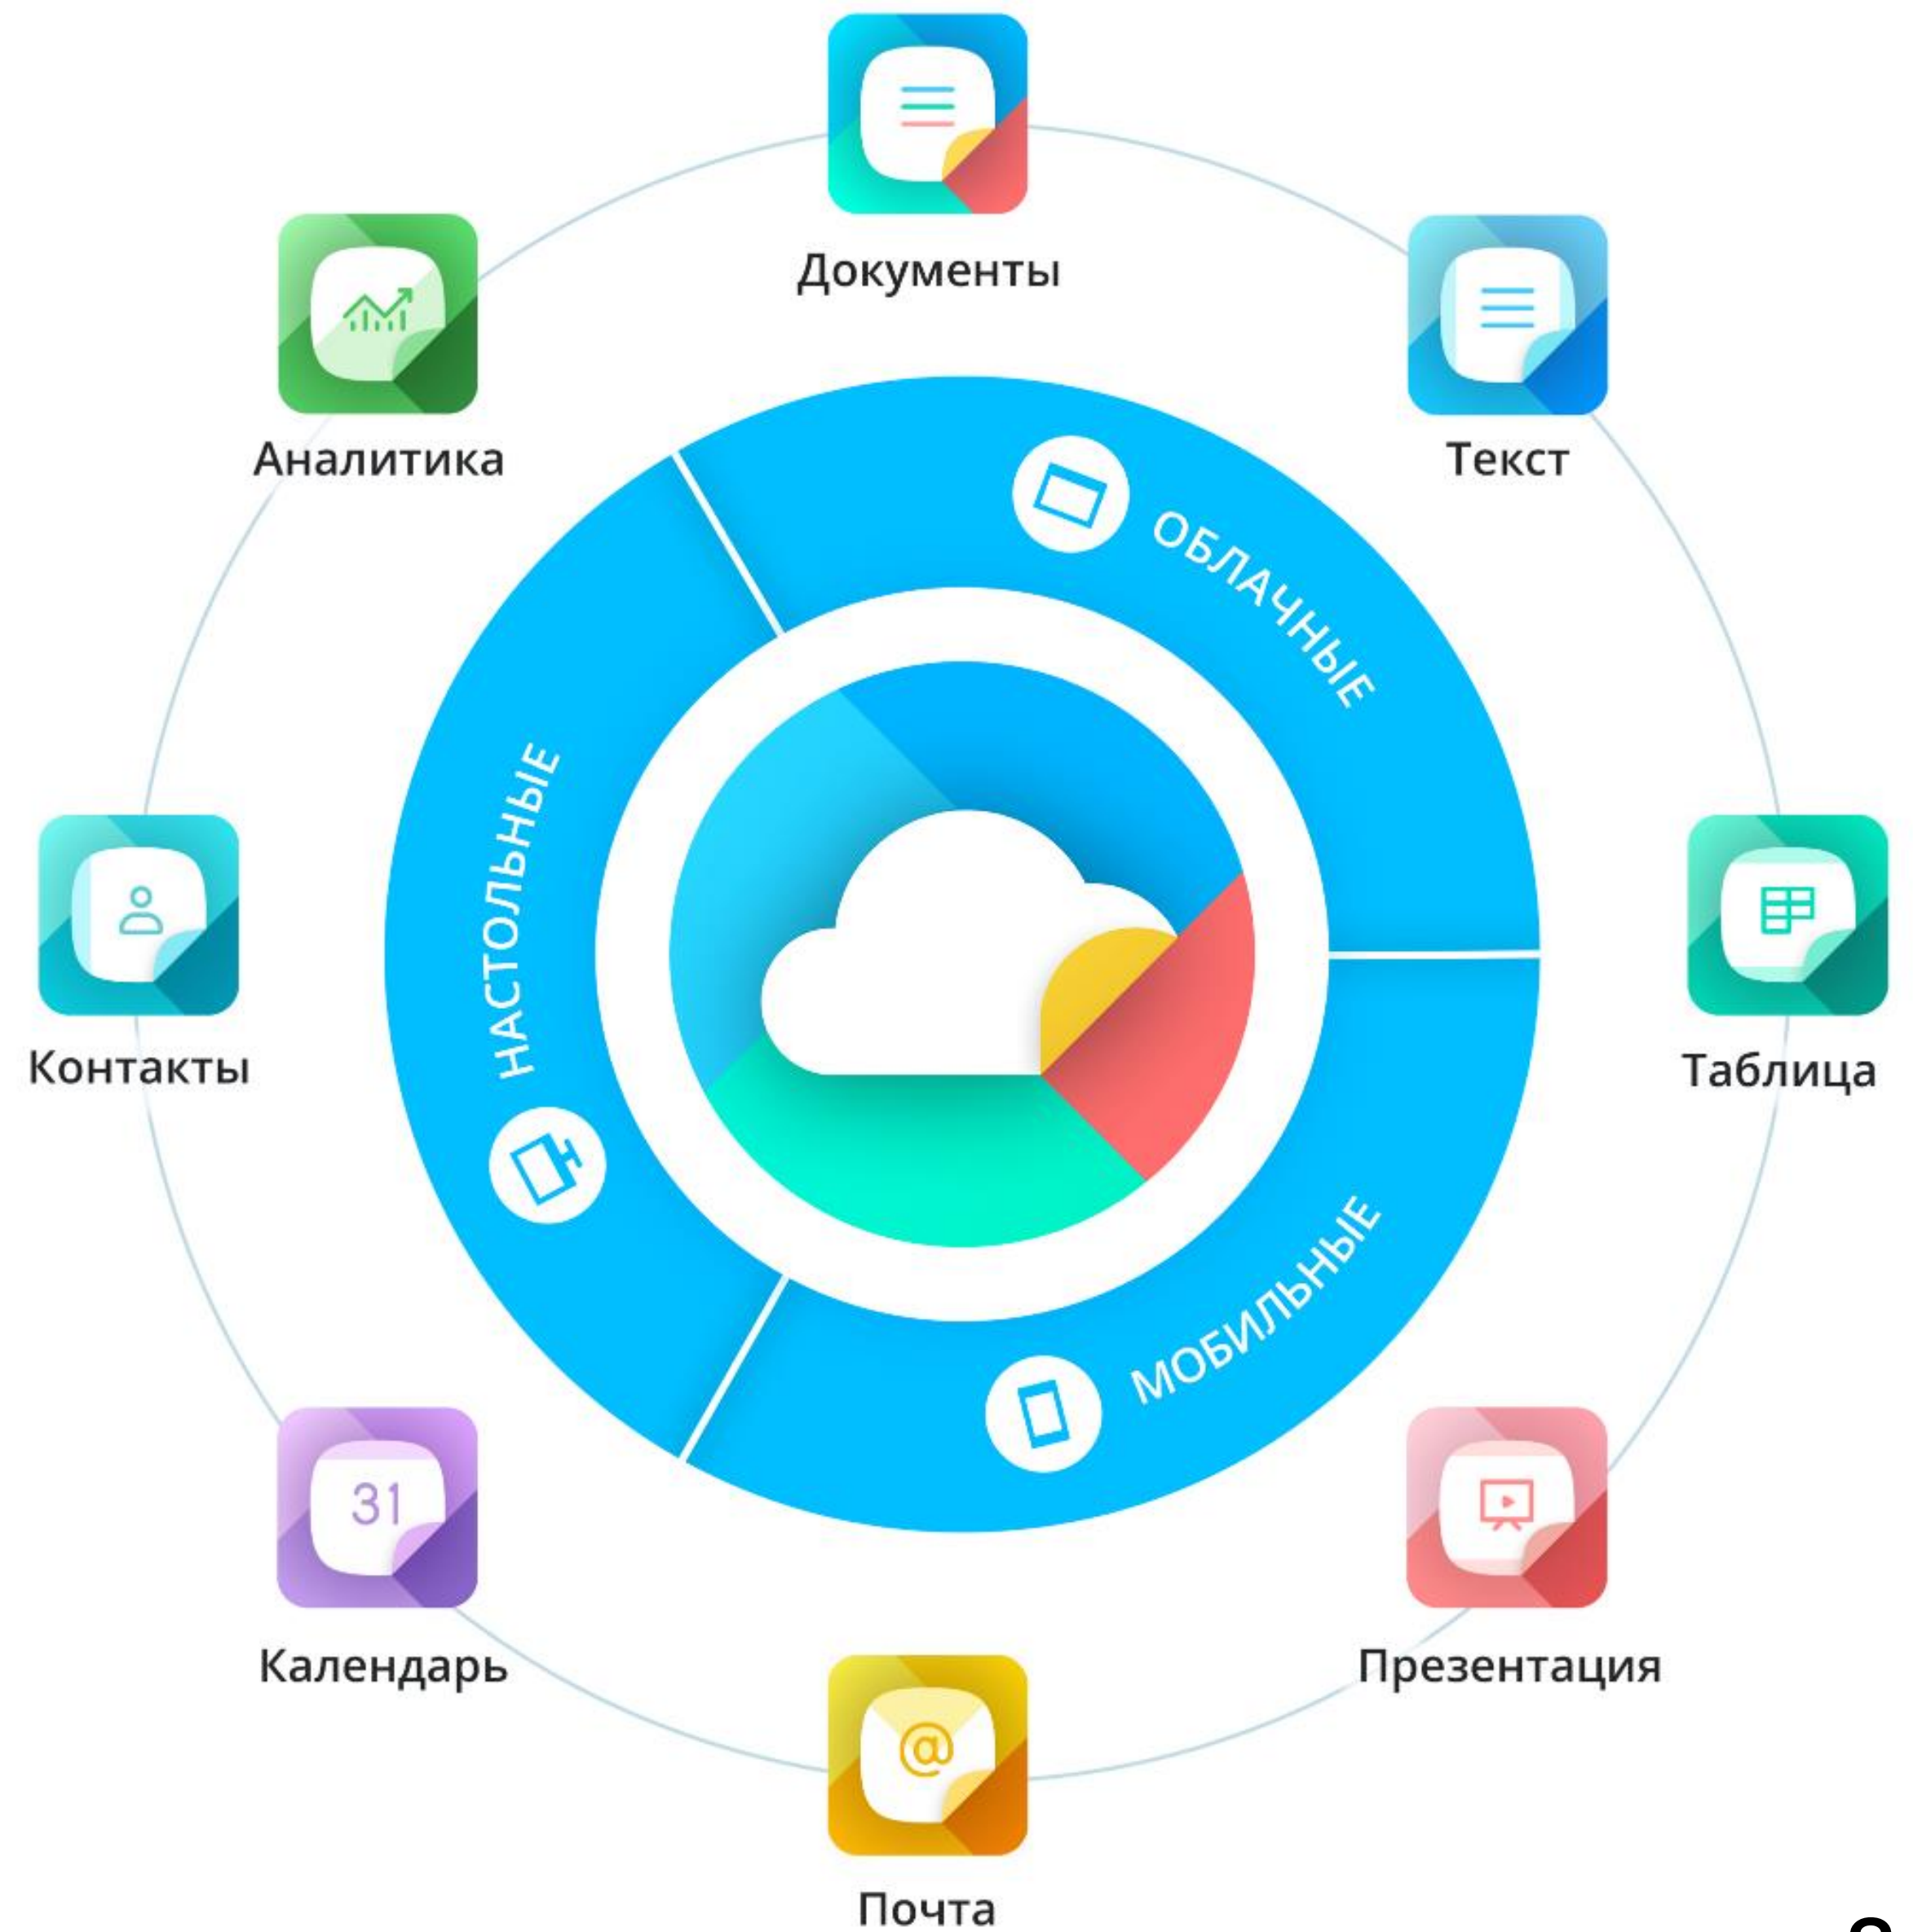 Документы
Аналитика
Текст
ОБЛАЧНЫЕ
НАСТОЛЬНЫЕ
Контакты
Таблица
МОБИЛЬНЫЕ
31
Календарь
Презентация
@
Почта